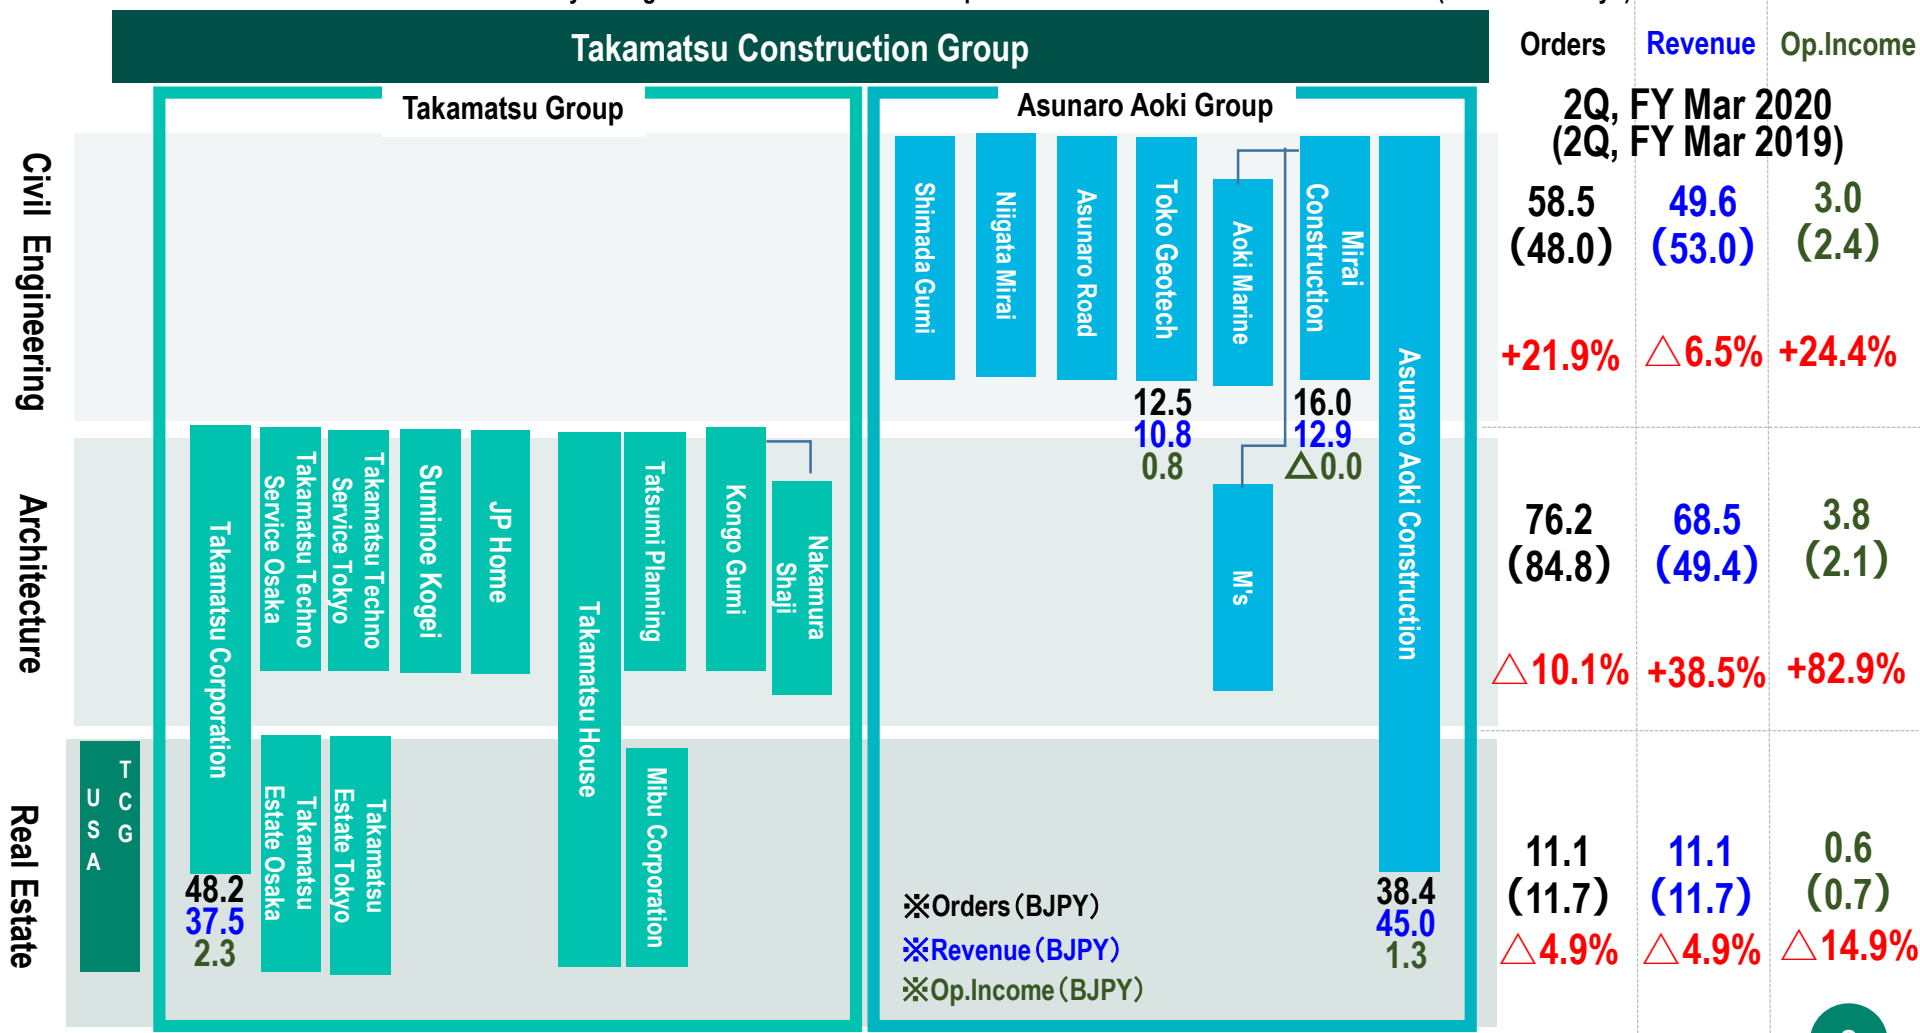 Takamatsu Construction Group
Orders
Revenue
Op.Income
Takamatsu Group
Asunaro Aoki Group
2Q, FY Mar 2020
(2Q, FY Mar 2019)
Civil Engineering
Shimada Gumi
Niigata Mirai
Asunaro Road
Toko Geotech
12.5
10.8
0.8
Aoki Marine
Mirai
Construction
16.0
12.9
△0.0
Asunaro Aoki Construction
38.4
45.0
1.3
58.5
(48.0)
49.6
(53.0)
3.0
(2.4)
+21.9%
△6.5%
+24.4%
Architecture
Takamatsu Corporation
48.2
37.5
2.3
Takamatsu Techno
Service Osaka
Takamatsu Techno
Service Tokyo
Suminoe Kogei
JP Home
Takamatsu House
Tatsumi Planning
Kongo Gumi
Nakamura
Shaji
M's
76.2
(84.8)
68.5
(49.4)
3.8
(2.1)
△10.1%
+38.5%
+82.9%
Real Estate
TCG
USA
Takamatsu
Estate Osaka
Takamatsu
Estate Tokyo
Mibu Corporation
※Orders(BJPY)
※Revenue(BJPY)
※Op.Income(BJPY)
11.1
(11.7)
11.1
(11.7)
0.6
(0.7)
△4.9%
△4.9%
△14.9%